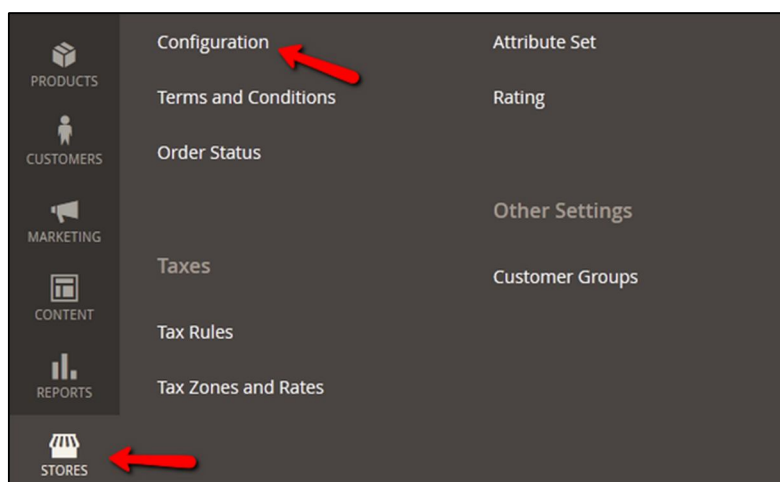 PRODUCTS
CUSTOMERS
MARKETING
CONTENT
REPORTS
STORES
Configuration
Terms and Conditions
Order Status
Taxes
Tax Rules
Tax Zones and Rates
Attribute Set
Rating
Other Settings
Customer Groups